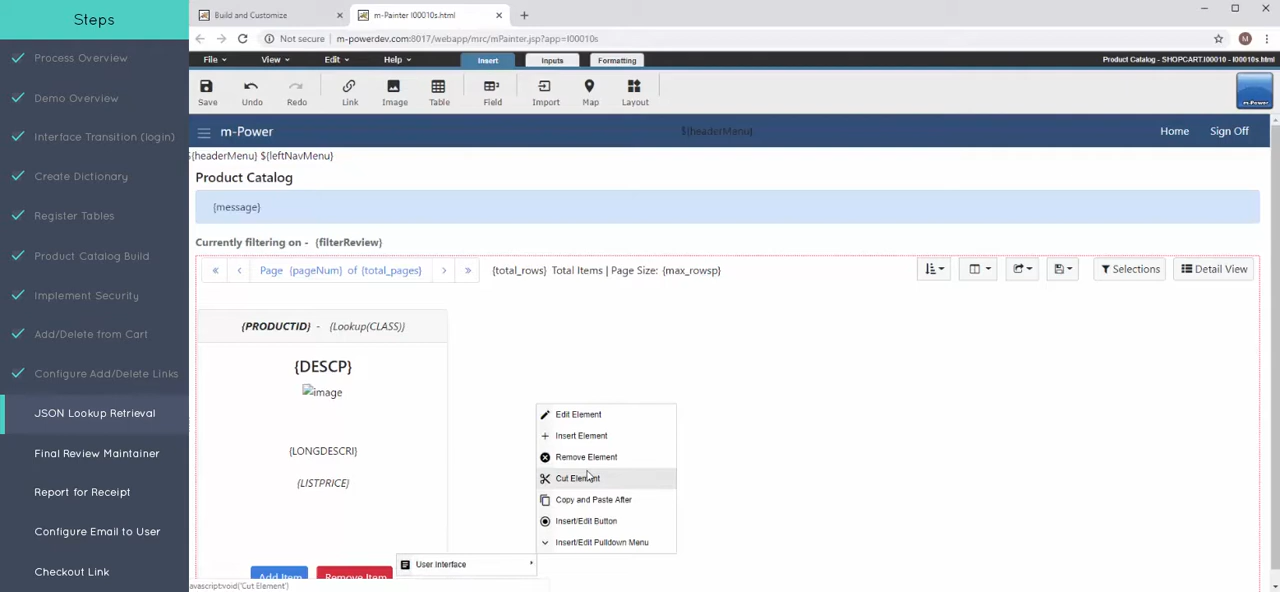 Steps
Process Overview
Demo Overview
Interface Transition (login)
Create Dictionary
Register Tables
Product Catalog Build
Implement Security
Add/Delete from Cart
Configure Add/Delete Links
JSON Lookup Retrieval
Final Review Maintainer
Report for Receipt
Configure Email to User
Checkout Link
Build and Customize
m-Painter I00010s.html
Not secure | m-powerdev.com:8017/webapp/mrc/mPainter.jsp?app=I00010s
M
File View Edit Help Insert Inputs Formatting
Product Catalog - SHOPCART.I00010 - I00010s.html
Save Undo Redo Link Image Table Field Import Map Layout
m-Power
m-Power
${headerMenu}
Home Sign Off
${headerMenu} ${leftNavMenu}
Product Catalog
{message}
Currently filtering on - {filterReview}
« ‹ Page {pageNum} of {total_pages} › »
{total_rows} Total Items | Page Size: {max_rowsp}
Selections
Detail View
{PRODUCTID} - {Lookup(CLASS)}
{DESCP}
image
{LONGDESCRI}
{LISTPRICE}
Add Item
Remove Item
Edit Element
Insert Element
Remove Element
Cut Element
Copy and Paste After
Insert/Edit Button
Insert/Edit Pulldown Menu
User Interface
avascript:void('Cut Element')